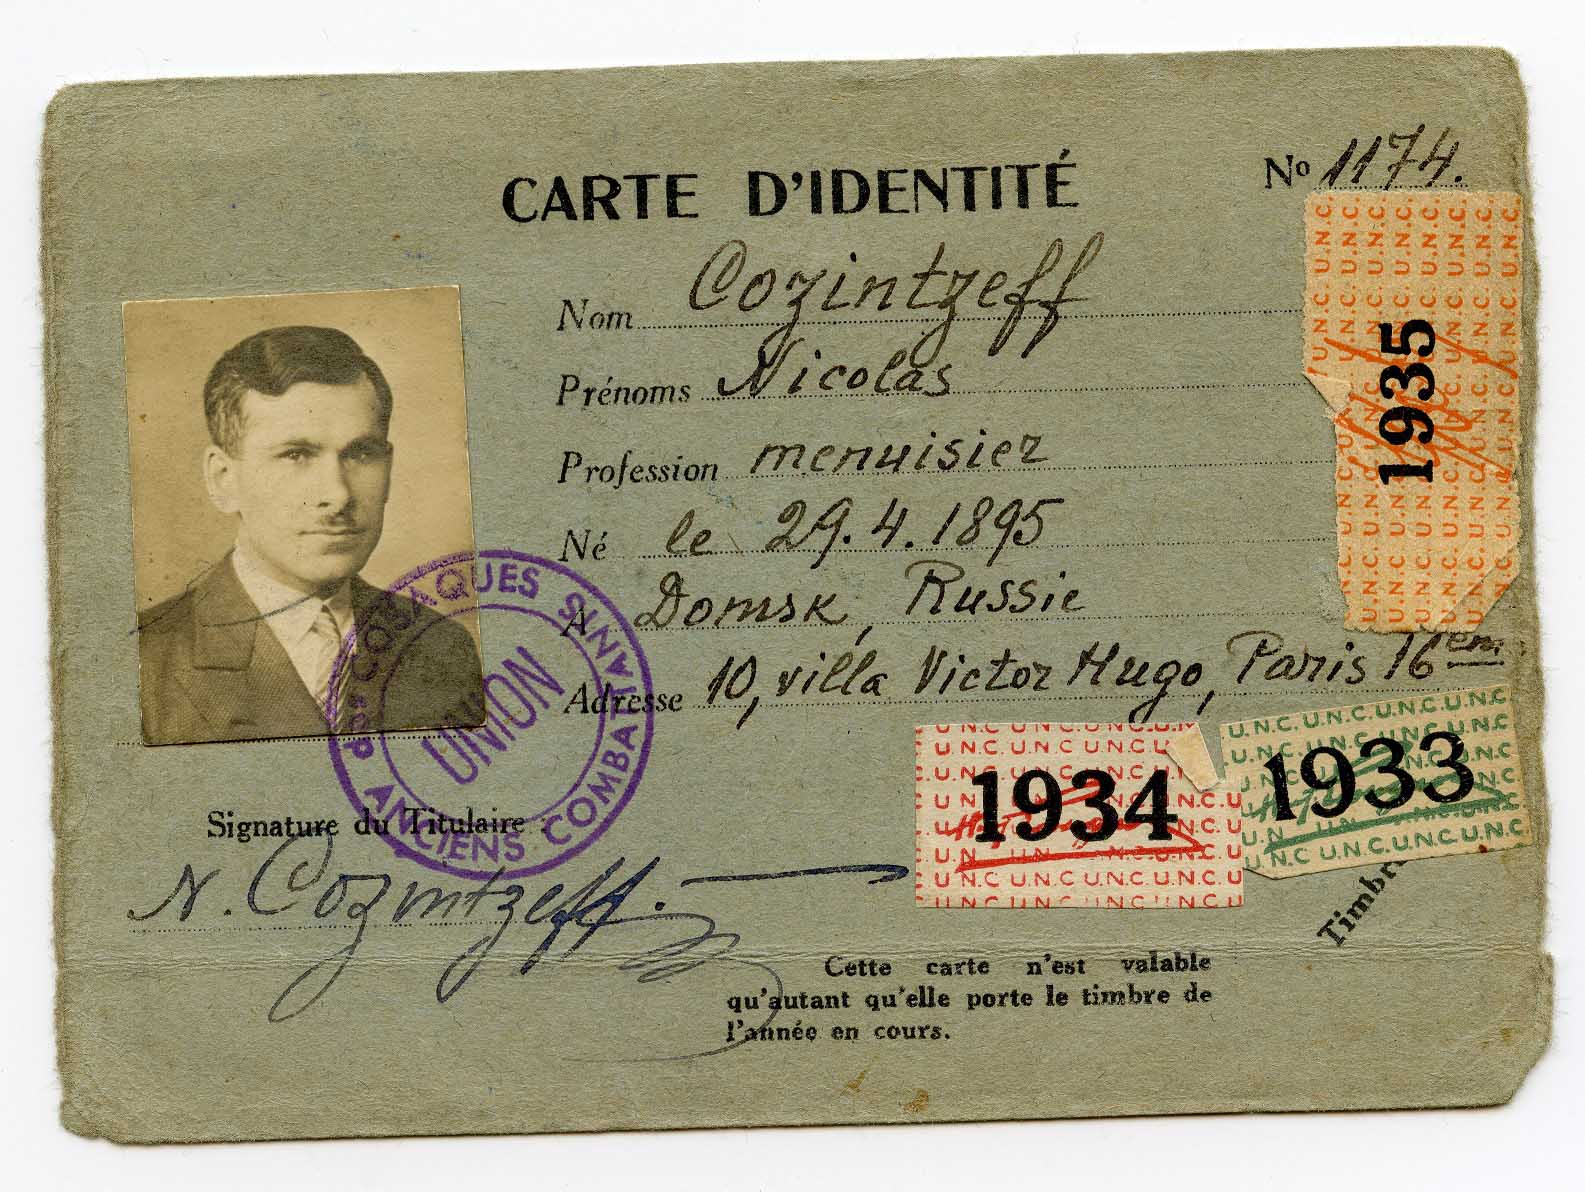 CARTE D'IDENTITÉ
Nº 1174.
Nom Cozintzeff
Prénoms Nicolas
Profession menuisier
Né le 29.4.1895
A Domsk, Russie
Adresse 10, villa Victor Hugo, Paris 16em
U.N.C. U.N.C. U.N.C.
1935
1934
1933
COSAQUES ANCIENS COMBATTANTS
UNION
Signature du Titulaire :
N. Cozintzeff.
Timbre
Cette carte n'est valable
qu'autant qu'elle porte le timbre de
l'année en cours.